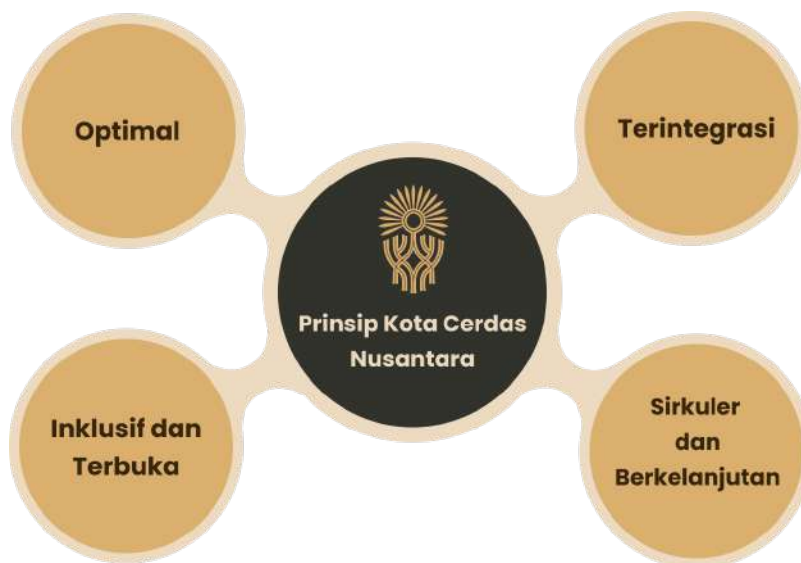 Optimal
Terintegrasi
Prinsip Kota Cerdas
Nusantara
Inklusif dan
Terbuka
Sirkuler
dan
Berkelanjutan